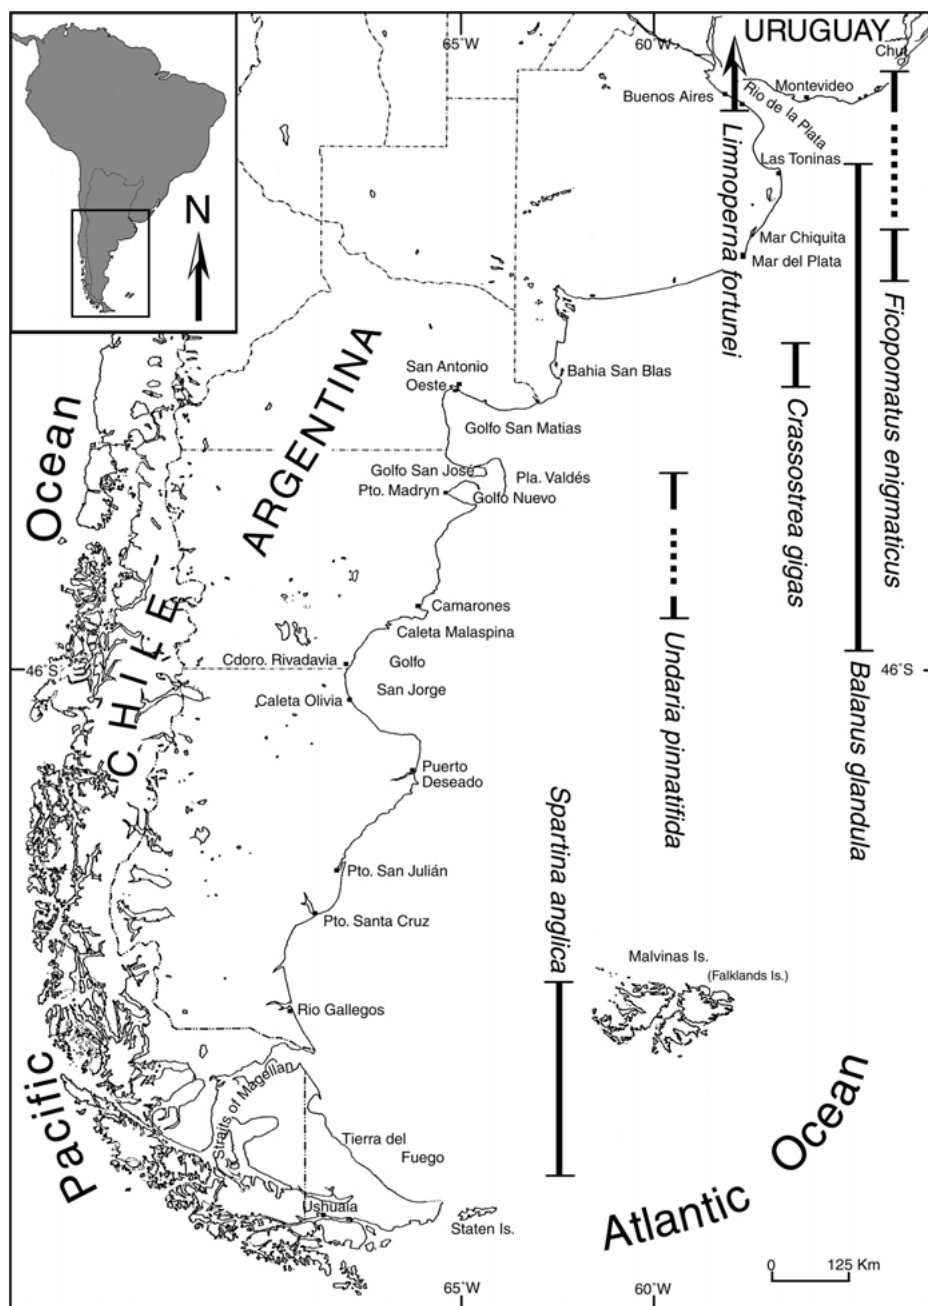 65°W
60°W
URUGUAY
Chui
N
Buenos Aires
Montevideo
Rio de la Plata
Las Toninas
Mar Chiquita
Mar del Plata
Limnoperna fortunei
Ficopomatus enigmaticus
Crassostrea gigas
Balanus glandula
Undaria pinnatifida
Spartina anglica
ARGENTINA
CHILE
Pacific
Ocean
San Antonio
Oeste
Bahia San Blas
Golfo San Matias
Golfo San José
Pla. Valdés
Pto. Madryn
Golfo Nuevo
Camarones
Caleta Malaspina
Cdoro. Rivadavia
Golfo
San Jorge
46°S
46°S
Caleta Olivia
Puerto
Deseado
Pto. San Julián
Pto. Santa Cruz
Malvinas Is.
(Falklands Is.)
Rio Gallegos
Straits of Magellan
Tierra del
Fuego
Ushuaia
Staten Is.
Atlantic
Ocean
0
125 Km
65°W
60°W